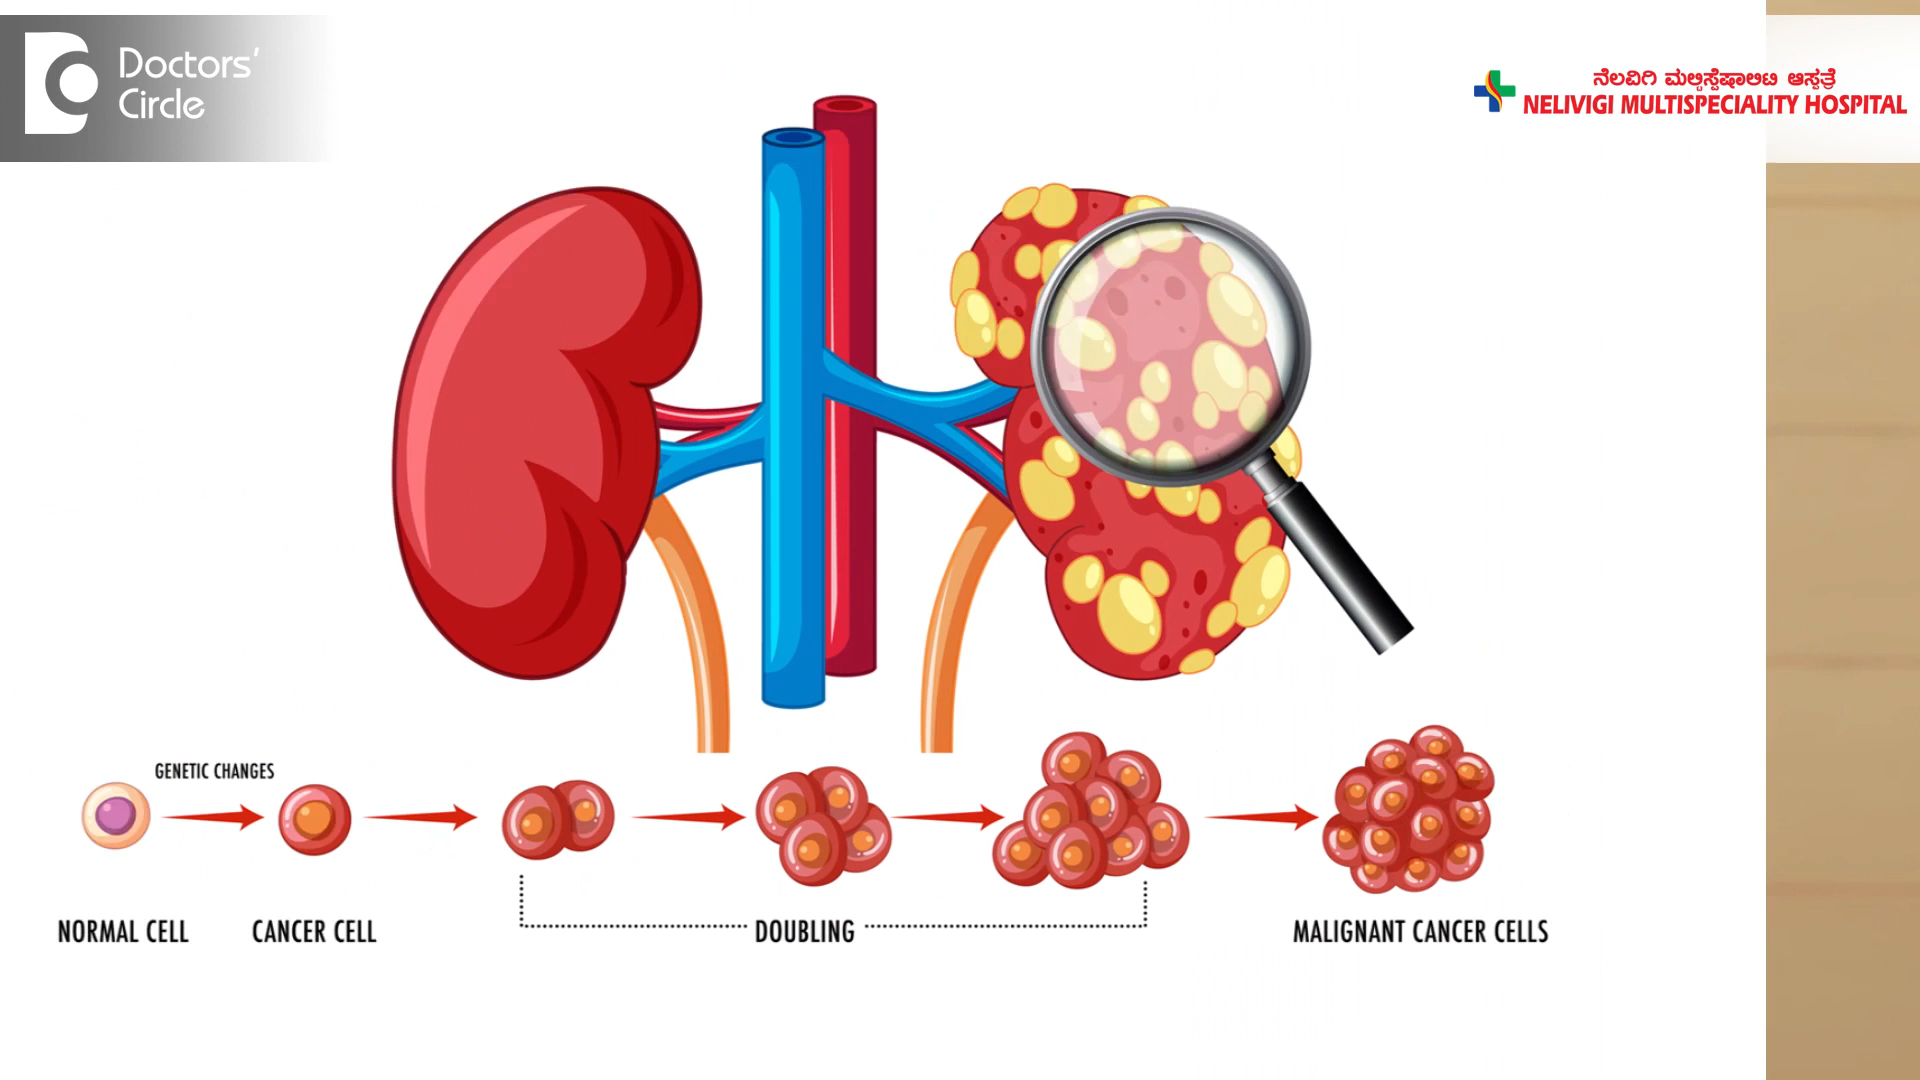 Doctors'
Circle
ನೆಲವಿಗಿ ಮಲ್ಟಿಸ್ಪೆಷಾಲಿಟಿ ಆಸ್ಪತ್ರೆ
NELIVIGI MULTISPECIALITY HOSPITAL
GENETIC CHANGES
NORMAL CELL
CANCER CELL
DOUBLING
MALIGNANT CANCER CELLS